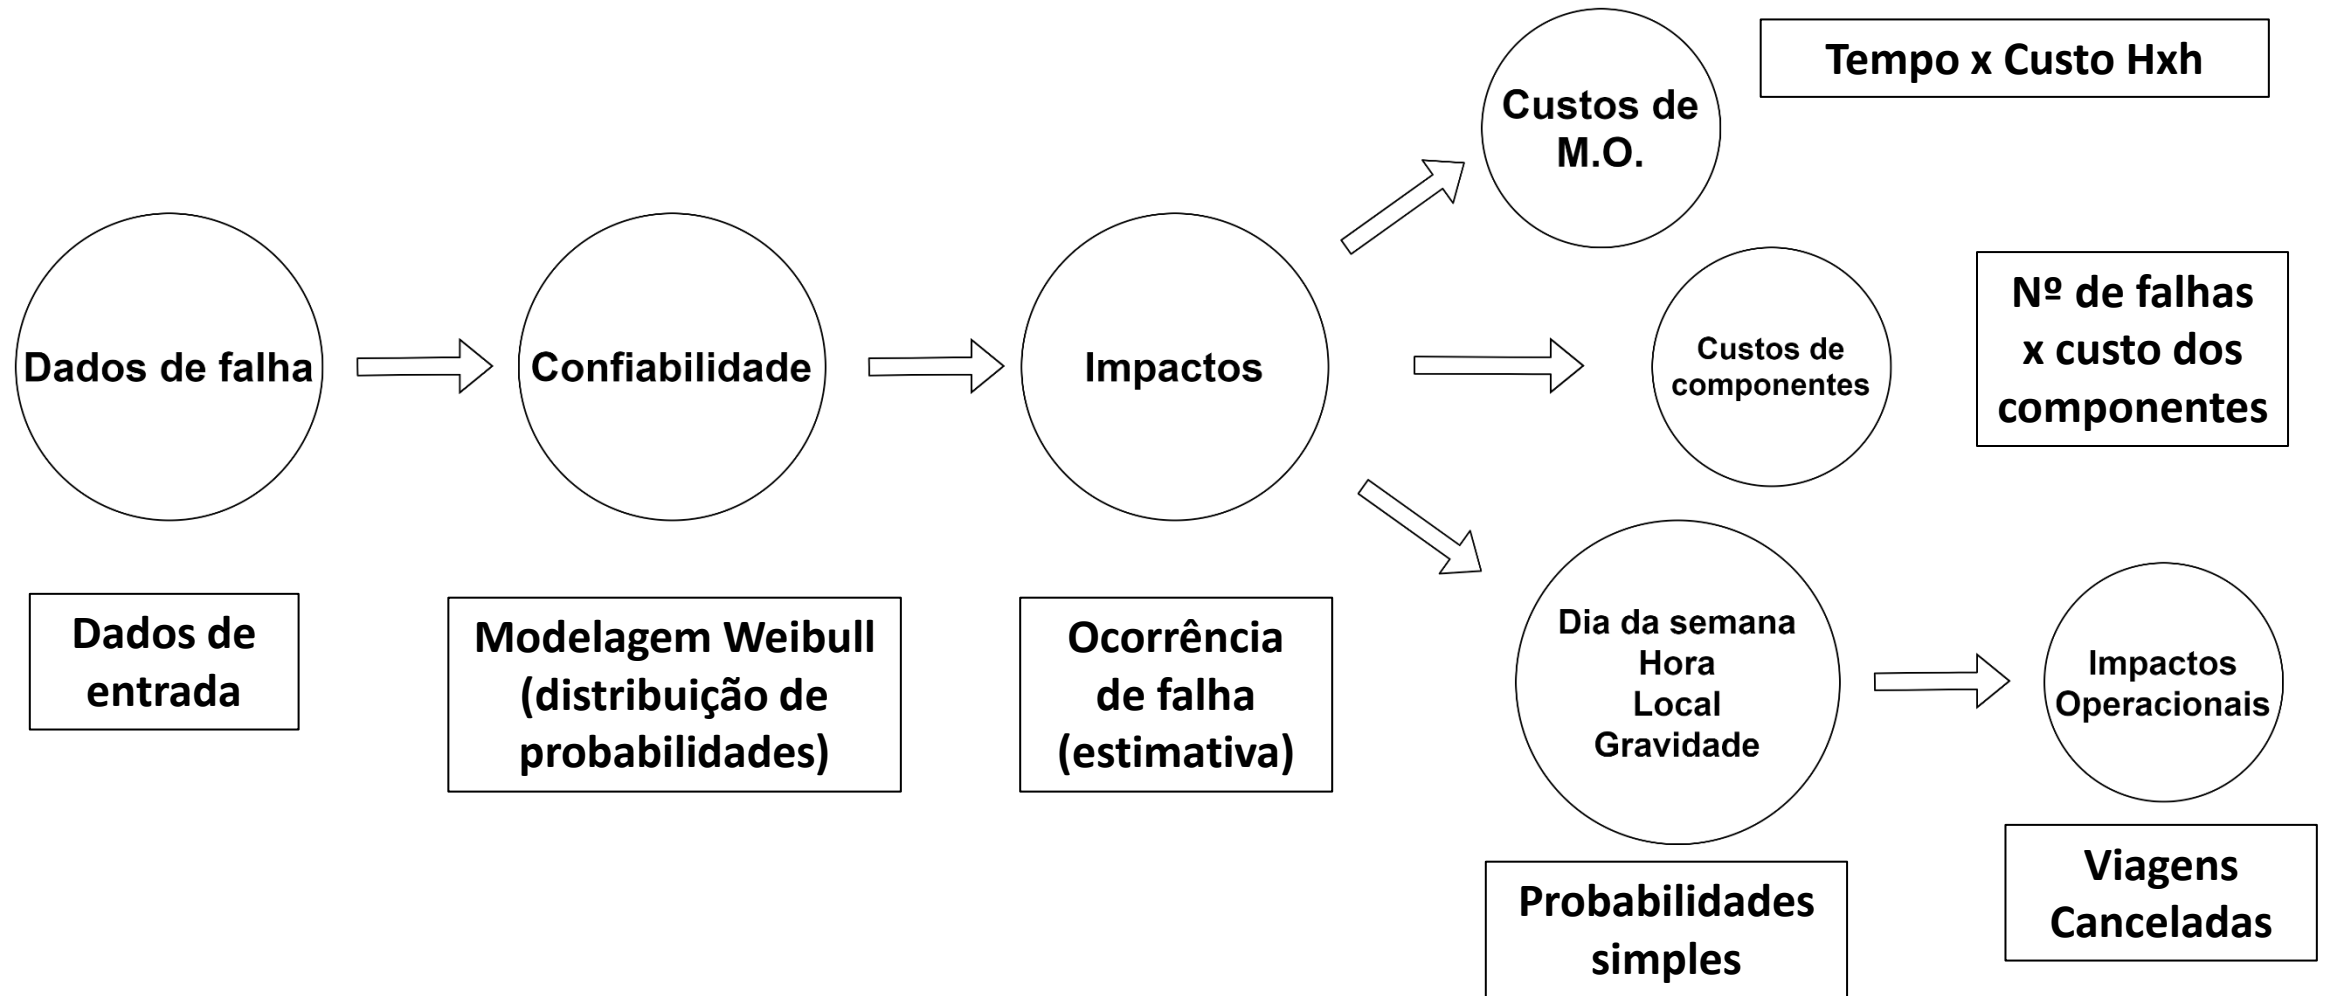 Dados de falha
Dados de
entrada
Confiabilidade
Modelagem Weibull
(distribuição de
probabilidades)
Impactos
Ocorrência
de falha
(estimativa)
Custos de
M.O.
Tempo x Custo Hxh
Custos de
componentes
Nº de falhas
x custo dos
componentes
Dia da semana
Hora
Local
Gravidade
Probabilidades
simples
Impactos
Operacionais
Viagens
Canceladas